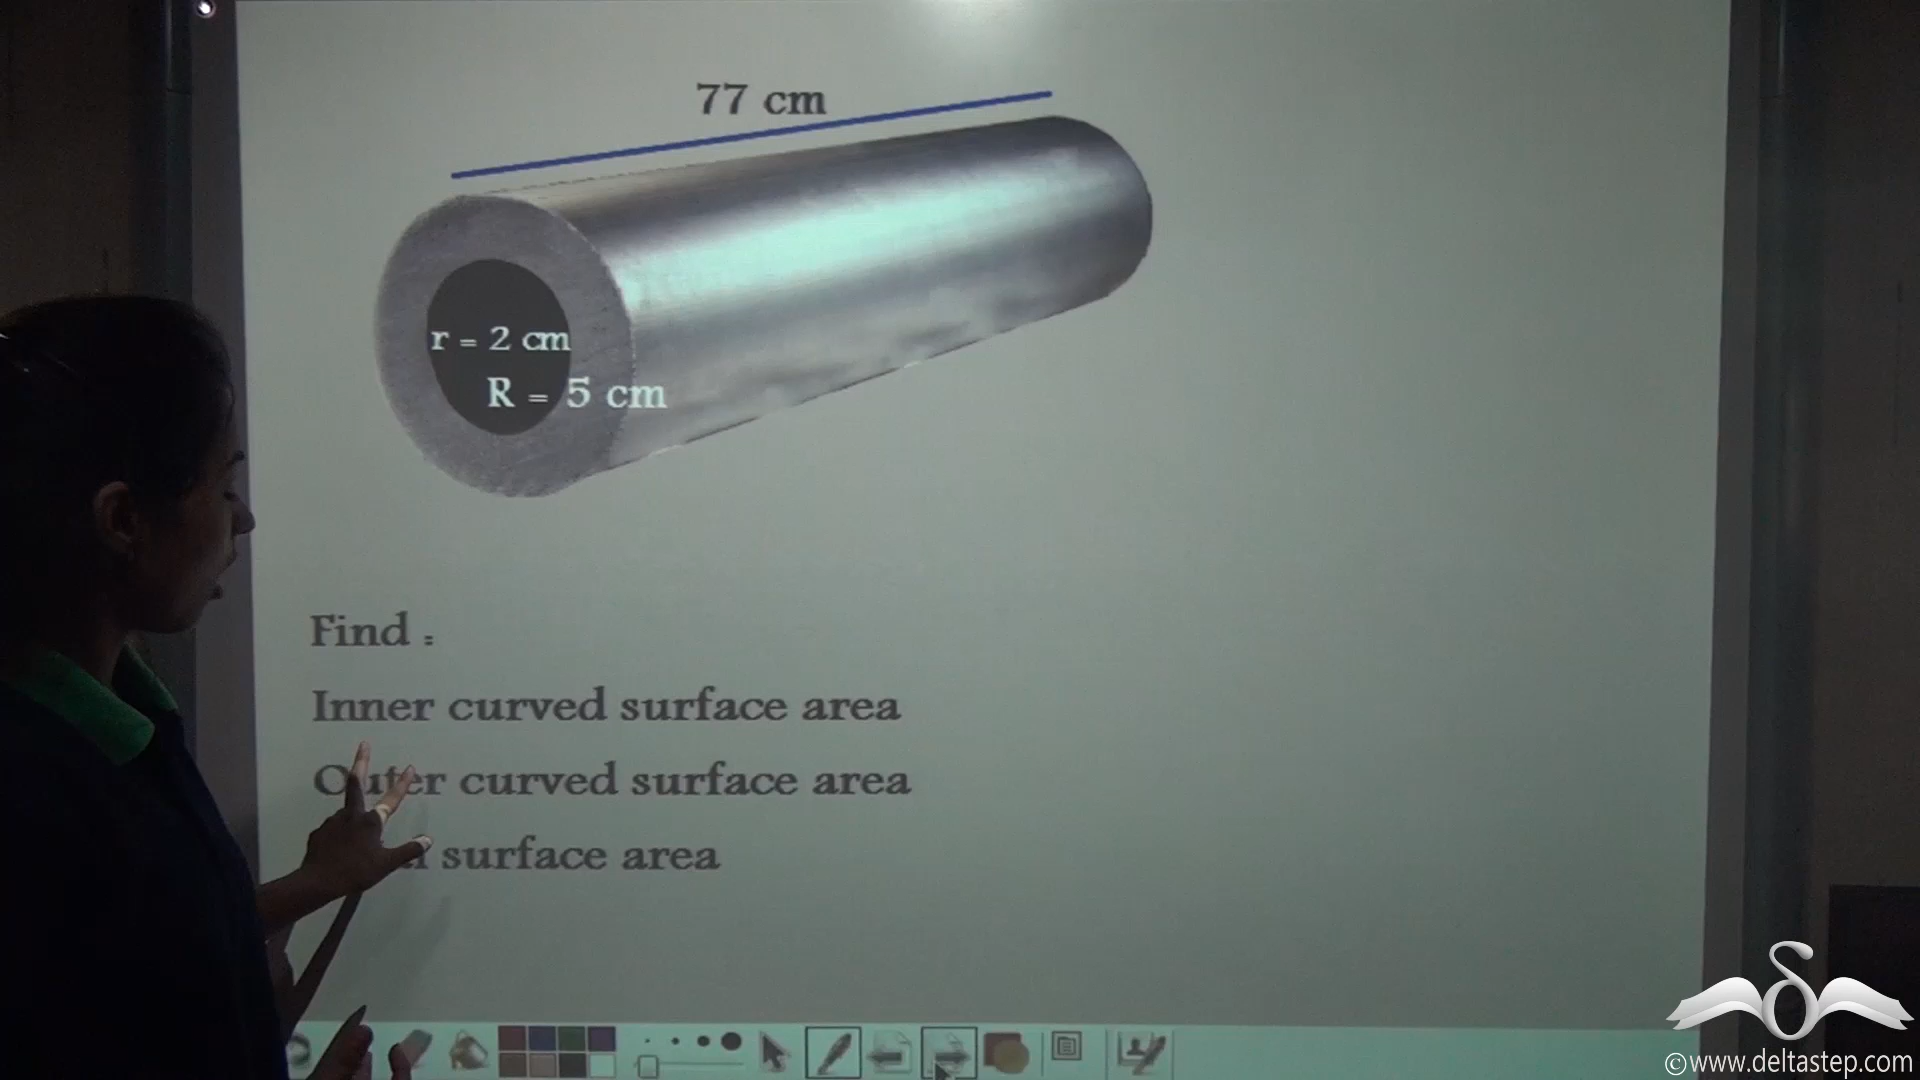 77 cm
r = 2 cm
R = 5 cm
Find :
Inner curved surface area
Outer curved surface area
surface area
©www.deltastep.com